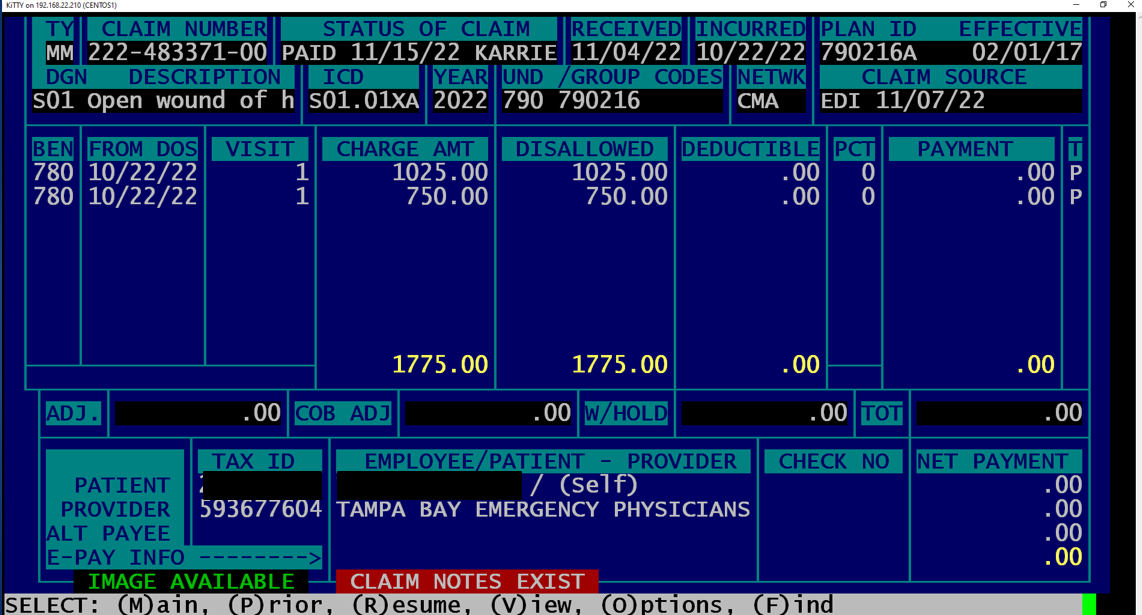 KiTTY on 192.168.22.210 (CENTOS1)
TY CLAIM NUMBER STATUS OF CLAIM RECEIVED INCURRED PLAN ID EFFECTIVE
MM 222-483371-00 PAID 11/15/22 KARRIE 11/04/22 10/22/22 790216A 02/01/17
DGN DESCRIPTION ICD YEAR UND /GROUP CODES NETWK CLAIM SOURCE
S01 Open wound of h S01.01XA 2022 790 790216 CMA EDI 11/07/22
BEN FROM DOS VISIT CHARGE AMT DISALLOWED DEDUCTIBLE PCT PAYMENT T
780 10/22/22 1 1025.00 1025.00 .00 0 .00 P
780 10/22/22 1 750.00 750.00 .00 0 .00 P
1775.00 1775.00 .00 .00
ADJ. .00 COB ADJ .00 W/HOLD .00 TOT .00
TAX ID EMPLOYEE/PATIENT - PROVIDER CHECK NO NET PAYMENT
PATIENT / (Self) .00
PROVIDER 593677604 TAMPA BAY EMERGENCY PHYSICIANS .00
ALT PAYEE .00
E-PAY INFO --------> .00
IMAGE AVAILABLE CLAIM NOTES EXIST
SELECT: (M)ain, (P)rior, (R)esume, (V)iew, (O)ptions, (F)ind